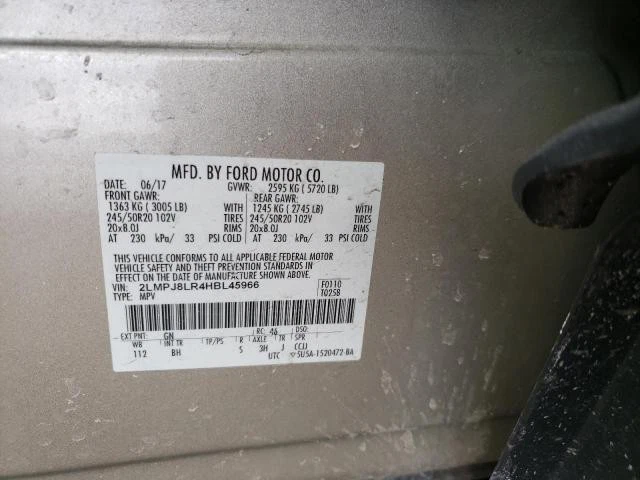 MFD. BY FORD MOTOR CO.
DATE: 06/17 GVWR: 2595 KG ( 5720 LB)
FRONT GAWR: REAR GAWR:
1363 KG ( 3005 LB) WITH 1245 KG ( 2745 LB) WITH
245/50R20 102V TIRES 245/50R20 102V TIRES
20x8.0J RIMS 20x8.0J RIMS
AT 230 kPa/ 33 PSI COLD AT 230 kPa/ 33 PSI COLD
THIS VEHICLE CONFORMS TO ALL APPLICABLE FEDERAL MOTOR
VEHICLE SAFETY, BUMPER, AND THEFT PREVENTION STANDARDS IN
EFFECT ON THE DATE OF MANUFACTURE SHOWN ABOVE.
VIN: 2LMPJ8LR4HBL45966 F0110
TYPE: MPV T0258
EXT PNT: GN RC: 46 DSO:
WB INT TR TP/PS R AXLE TR SPR
112 BH S 3H J CCJJ
UTC 5U5A-1520472-BA